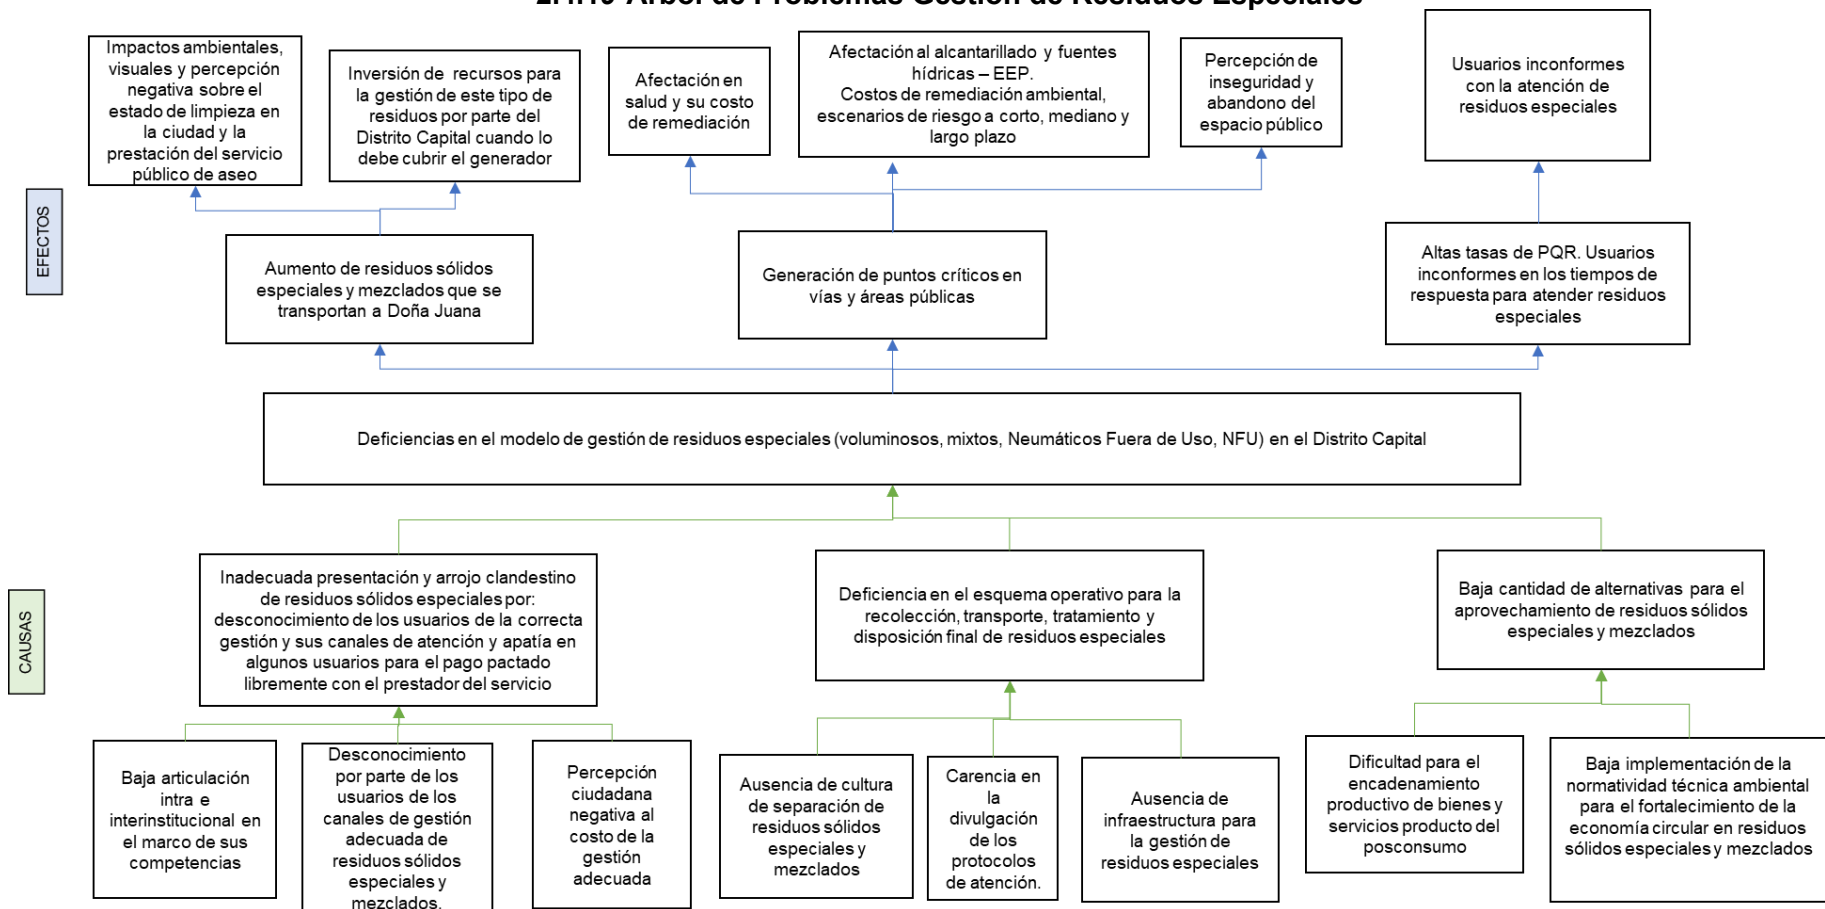 2.4.10 Árbol de Problemas Gestión de Residuos Especiales
Impactos ambientales,
visuales y percepción
negativa sobre el
estado de limpieza en
la ciudad y la
prestación del servicio
público de aseo
Inversión de recursos para
la gestión de este tipo de
residuos por parte del
Distrito Capital cuando lo
debe cubrir el generador
Afectación en
salud y su costo
de remediación
Afectación al alcantarillado y fuentes
hídricas – EEP.
Costos de remediación ambiental,
escenarios de riesgo a corto, mediano y
largo plazo
Percepción de
inseguridad y
abandono del
espacio público
Usuarios inconformes
con la atención de
residuos especiales
EFECTOS
Aumento de residuos sólidos
especiales y mezclados que se
transportan a Doña Juana
Generación de puntos críticos en
vías y áreas públicas
Altas tasas de PQR. Usuarios
inconformes en los tiempos de
respuesta para atender residuos
especiales
Deficiencias en el modelo de gestión de residuos especiales (voluminosos, mixtos, Neumáticos Fuera de Uso, NFU) en el Distrito Capital
CAUSAS
Inadecuada presentación y arrojo clandestino
de residuos sólidos especiales por:
desconocimiento de los usuarios de la correcta
gestión y sus canales de atención y apatía en
algunos usuarios para el pago pactado
libremente con el prestador del servicio
Deficiencia en el esquema operativo para la
recolección, transporte, tratamiento y
disposición final de residuos especiales
Baja cantidad de alternativas para el
aprovechamiento de residuos sólidos
especiales y mezclados
Baja articulación
intra e
interinstitucional en
el marco de sus
competencias
Desconocimiento
por parte de los
usuarios de los
canales de gestión
adecuada de
residuos sólidos
especiales y
mezclados.
Percepción
ciudadana
negativa al
costo de la
gestión
adecuada
Ausencia de cultura
de separación de
residuos sólidos
especiales y
mezclados
Carencia en
la
divulgación
de los
protocolos
de atención.
Ausencia de
infraestructura para
la gestión de
residuos especiales
Dificultad para el
encadenamiento
productivo de bienes y
servicios producto del
posconsumo
Baja implementación de la
normatividad técnica ambiental
para el fortalecimiento de la
economía circular en residuos
sólidos especiales y mezclados